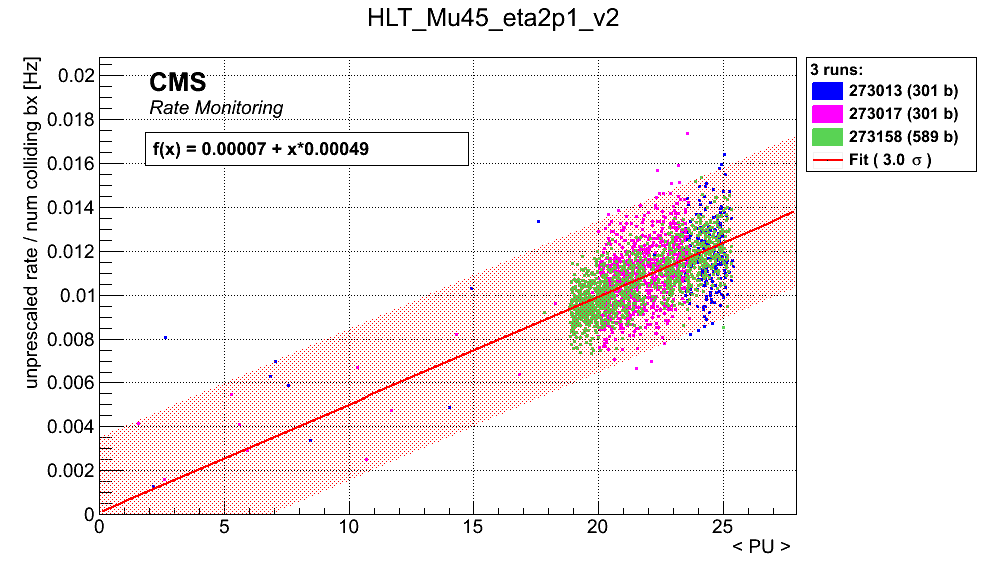 HLT_Mu45_eta2p1_v2
unprescaled rate / num colliding bx [Hz]
0.02
0.018
0.016
0.014
0.012
0.01
0.008
0.006
0.004
0.002
0
CMS
Rate Monitoring
f(x) = 0.00007 + x*0.00049
3 runs:
273013 (301 b)
273017 (301 b)
273158 (589 b)
Fit ( 3.0 σ )
0 5 10 15 20 25
< PU >